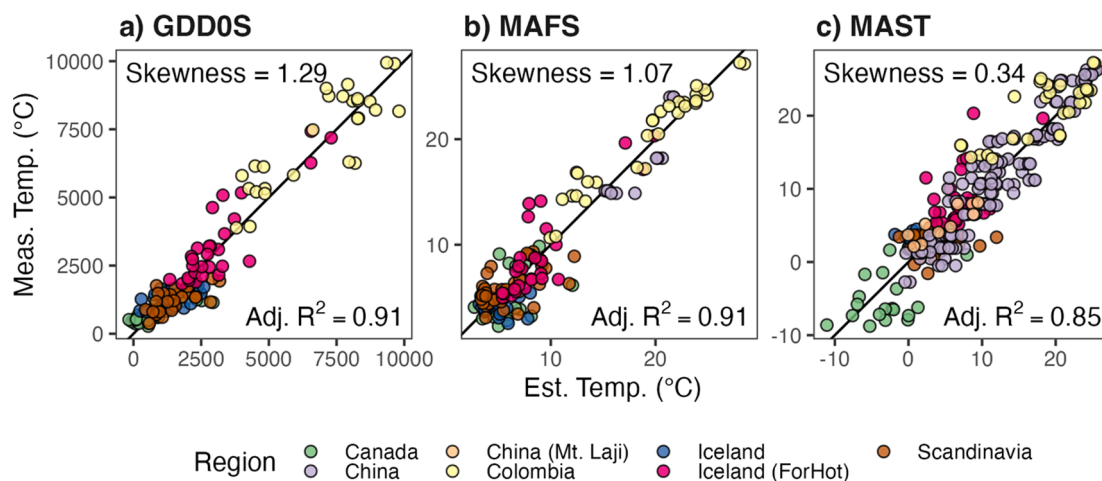 a) GDD0S
b) MAFS
c) MAST
Meas. Temp. (°C)
10000
7500
5000
2500
0
Skewness = 1.29
Adj. R² = 0.91
0
2500
5000
7500
10000
20
10
Skewness = 1.07
Adj. R² = 0.91
10
20
20
10
0
-10
Skewness = 0.34
Adj. R² = 0.85
-10
0
10
20
Est. Temp. (°C)
Region
Canada
China (Mt. Laji)
Iceland
Scandinavia
China
Colombia
Iceland (ForHot)